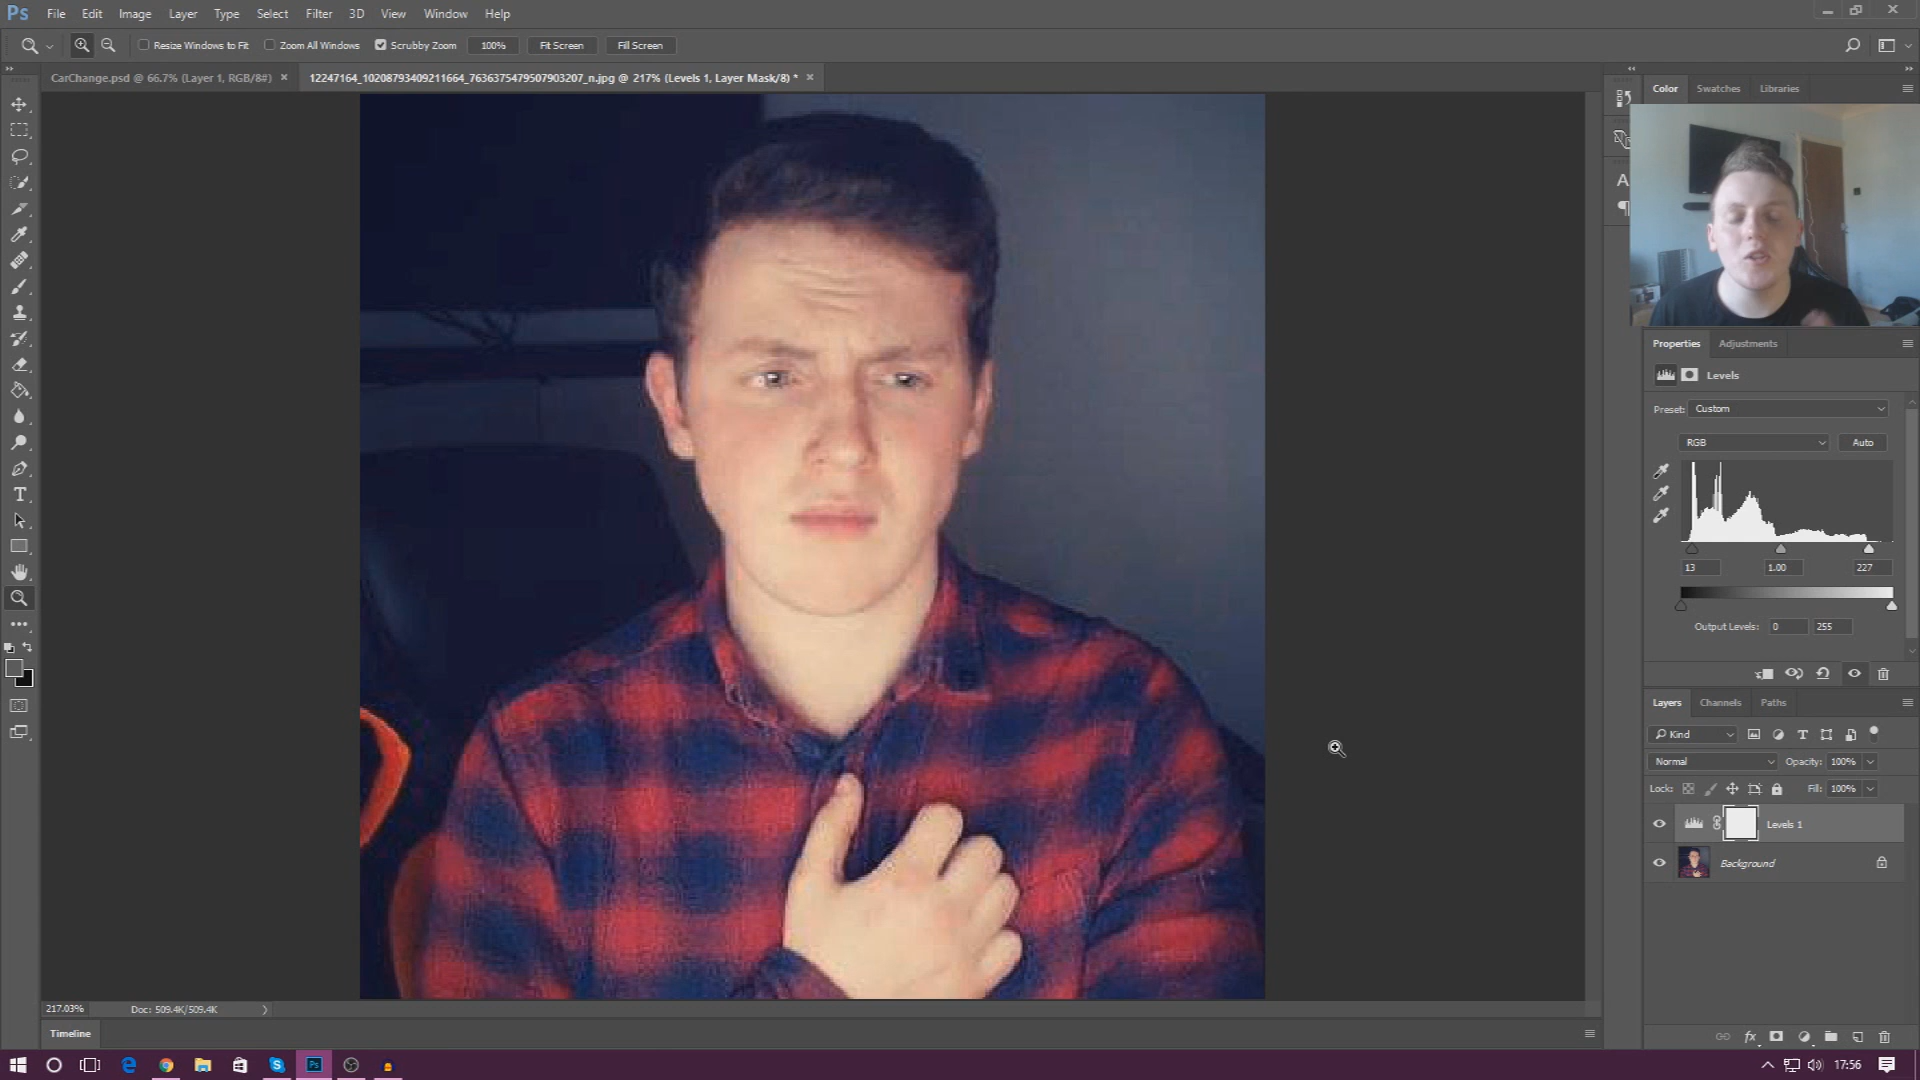 Ps File Edit Image Layer Type Select Filter 3D View Window Help
Resize Windows to Fit Zoom All Windows Scrubby Zoom 100% Fit Screen Fill Screen
CarChange.psd @ 66.7% (Layer 1, RGB/8#) × 12247164_10208793409211664_7636375479507903207_n.jpg @ 217% (Levels 1, Layer Mask/8) * ×
Color Swatches Libraries
Properties Adjustments
Levels
Preset: Custom
RGB Auto
13 1.00 227
Output Levels: 0 255
Layers Channels Paths
Kind
Normal Opacity: 100%
Lock: Fill: 100%
Levels 1
Background
217.03% Doc: 509.4K/509.4K
Timeline
17:56